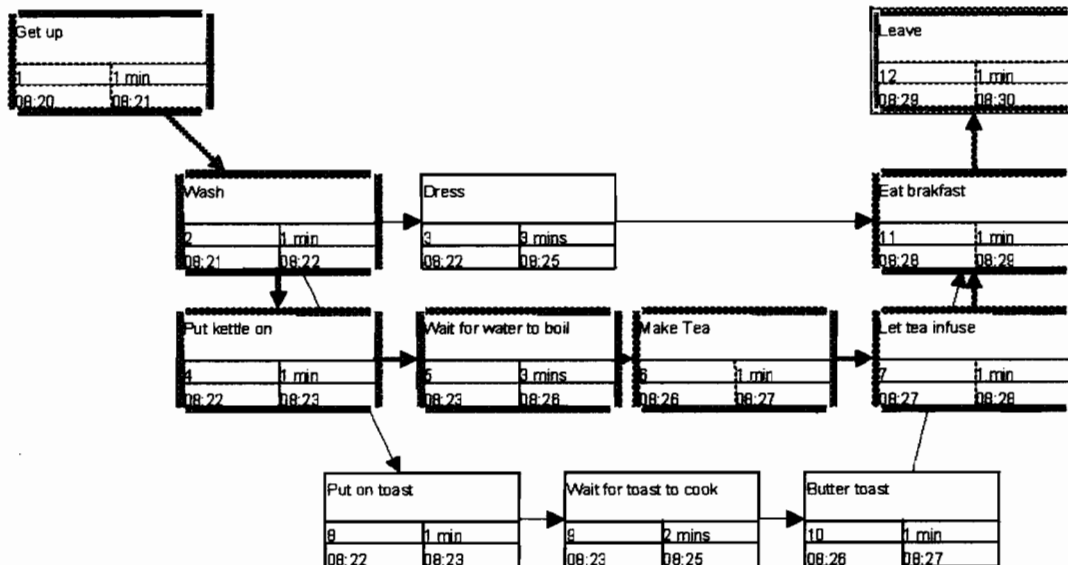 Get up
1 1 min
08:20 08:21
Leave
12 1 min
08:29 08:30
Wash
2 1 min
08:21 08:22
Dress
3 3 mins
08:22 08:25
Eat brakfast
11 1 min
08:28 08:29
Put kettle on
4 1 min
08:22 08:23
Wait for water to boil
5 3 mins
08:23 08:26
Make Tea
6 1 min
08:26 08:27
Let tea infuse
7 1 min
08:27 08:28
Put on toast
8 1 min
08:22 08:23
Wait for toast to cook
9 2 mins
08:23 08:25
Butter toast
10 1 min
08:26 08:27